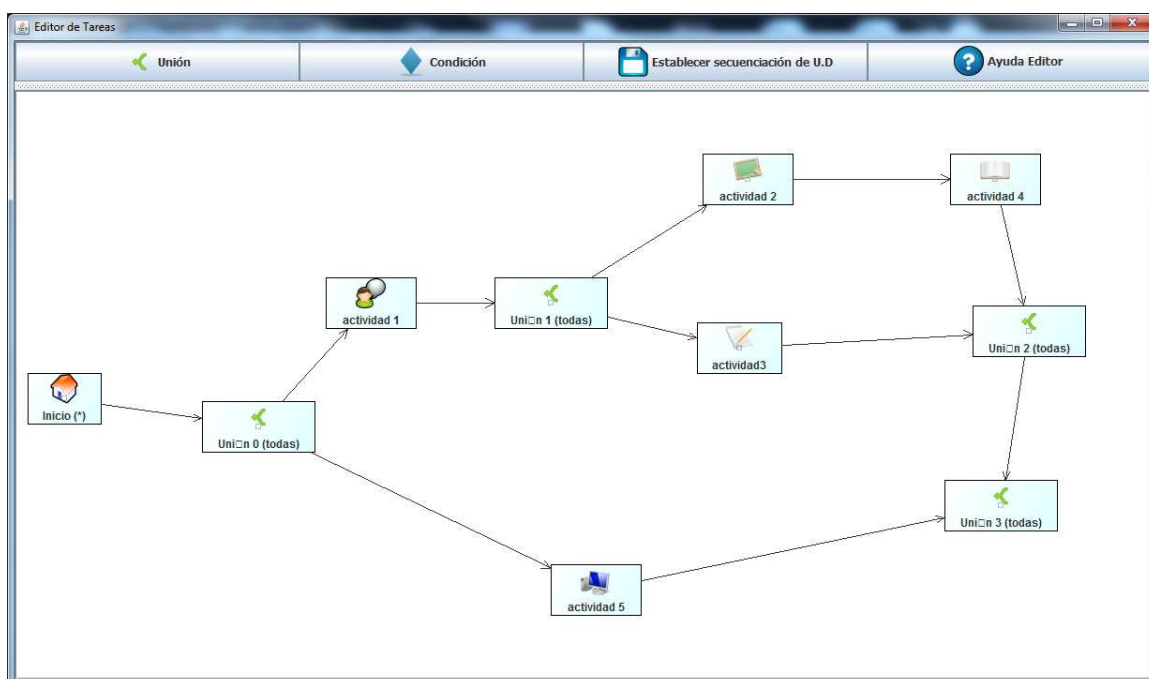 Editor de Tareas
Unión
Condición
Establecer secuenciación de U.D
Ayuda Editor
actividad 2
actividad 4
actividad 1
Uni□n 1 (todas)
Uni□n 2 (todas)
actividad3
Inicio (*)
Uni□n 0 (todas)
Uni□n 3 (todas)
actividad 5